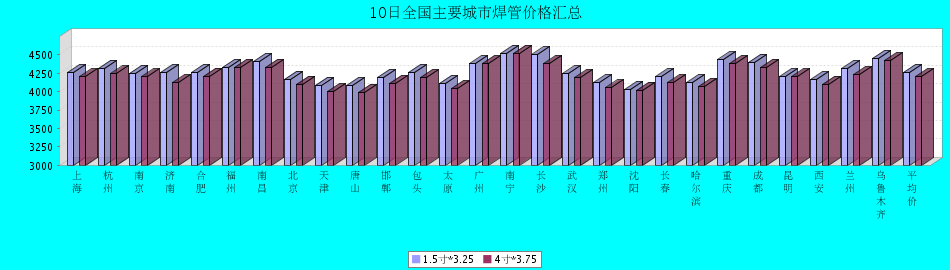 10日全国主要城市焊管价格汇总
4500
4250
4000
3750
3500
3250
3000
上海
杭州
南京
济南
合肥
福州
南昌
北京
天津
唐山
邯郸
包头
太原
广州
南宁
长沙
武汉
郑州
沈阳
长春
哈尔滨
重庆
成都
昆明
西安
兰州
乌鲁木齐
平均价
1.5寸*3.25
4寸*3.75